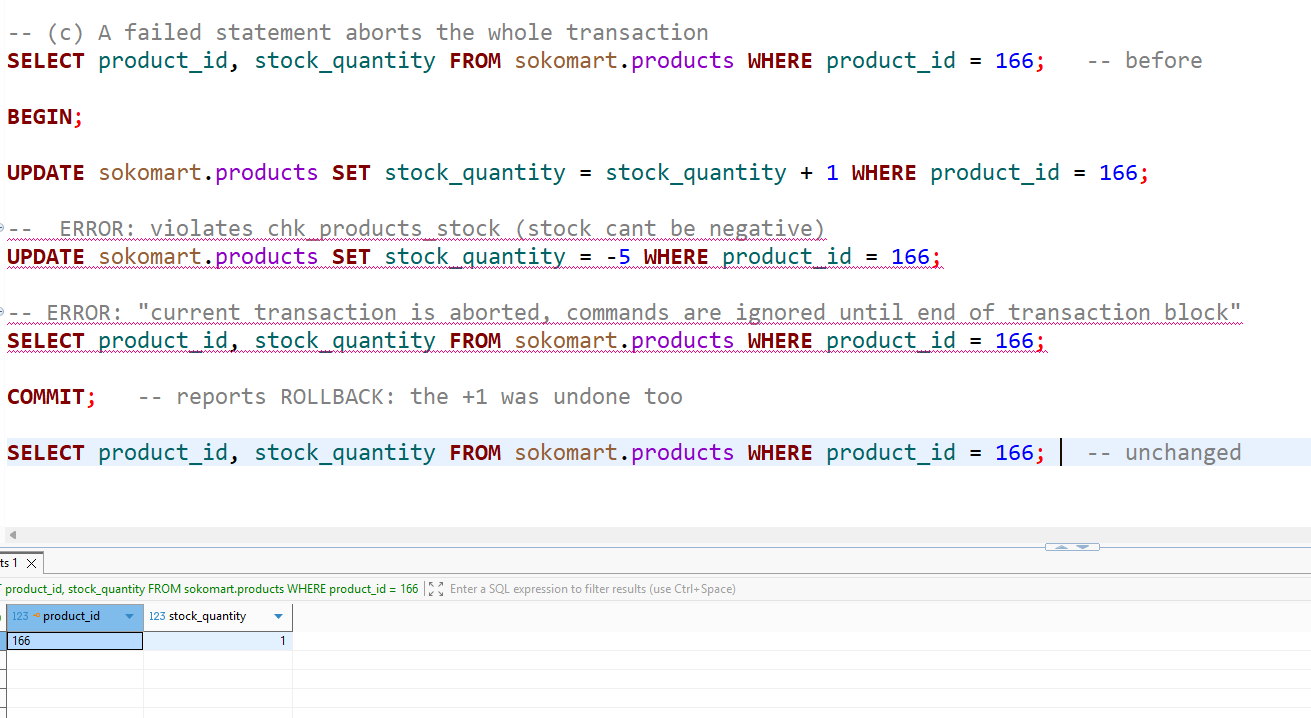 -- (c) A failed statement aborts the whole transaction
SELECT product_id, stock_quantity FROM sokomart.products WHERE product_id = 166;   -- before
BEGIN;
UPDATE sokomart.products SET stock_quantity = stock_quantity + 1 WHERE product_id = 166;
--  ERROR: violates chk_products_stock (stock cant be negative)
UPDATE sokomart.products SET stock_quantity = -5 WHERE product_id = 166;
-- ERROR: "current transaction is aborted, commands are ignored until end of transaction block"
SELECT product_id, stock_quantity FROM sokomart.products WHERE product_id = 166;
COMMIT;   -- reports ROLLBACK: the +1 was undone too
SELECT product_id, stock_quantity FROM sokomart.products WHERE product_id = 166;   -- unchanged
ts 1
product_id, stock_quantity FROM sokomart.products WHERE product_id = 166 Enter a SQL expression to filter results (use Ctrl+Space)
123 product_id 123 stock_quantity
166 1